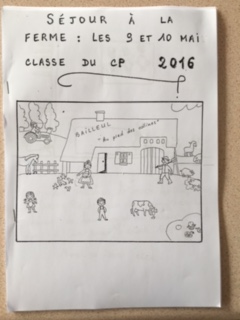 SÉJOUR À LA
FERME : LES 9 ET 10 MAI
CLASSE DU CP 2016
BAILLEUL
"Au pied des collines"